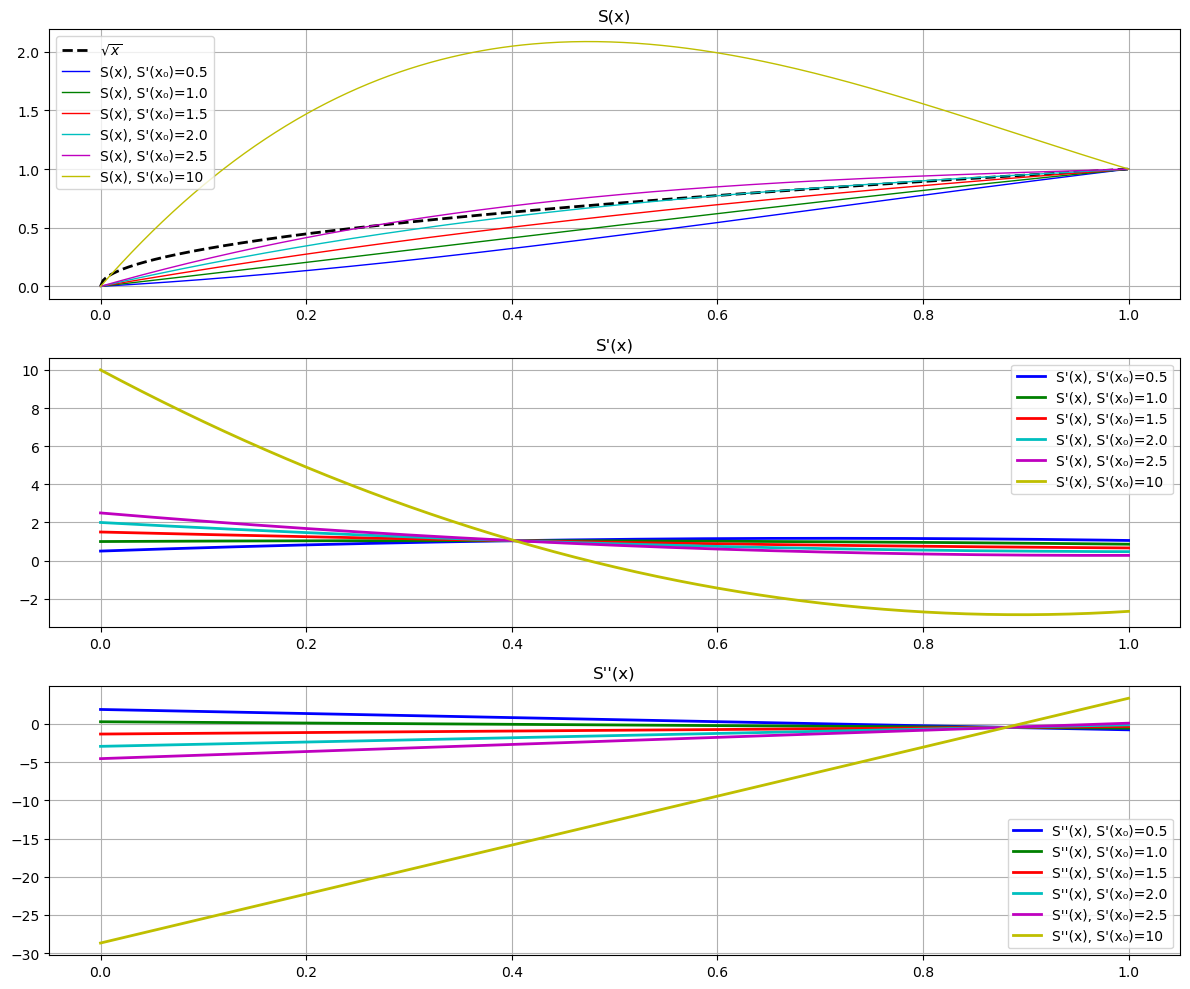 S(x)
√x
S(x), S'(x₀)=0.5
S(x), S'(x₀)=1.0
S(x), S'(x₀)=1.5
S(x), S'(x₀)=2.0
S(x), S'(x₀)=2.5
S(x), S'(x₀)=10
2.0
1.5
1.0
0.5
0.0
0.0 0.2 0.4 0.6 0.8 1.0
S'(x)
S'(x), S'(x₀)=0.5
S'(x), S'(x₀)=1.0
S'(x), S'(x₀)=1.5
S'(x), S'(x₀)=2.0
S'(x), S'(x₀)=2.5
S'(x), S'(x₀)=10
10
8
6
4
2
0
−2
0.0 0.2 0.4 0.6 0.8 1.0
S''(x)
0
−5
−10
−15
−20
−25
−30
S''(x), S'(x₀)=0.5
S''(x), S'(x₀)=1.0
S''(x), S'(x₀)=1.5
S''(x), S'(x₀)=2.0
S''(x), S'(x₀)=2.5
S''(x), S'(x₀)=10
0.0 0.2 0.4 0.6 0.8 1.0